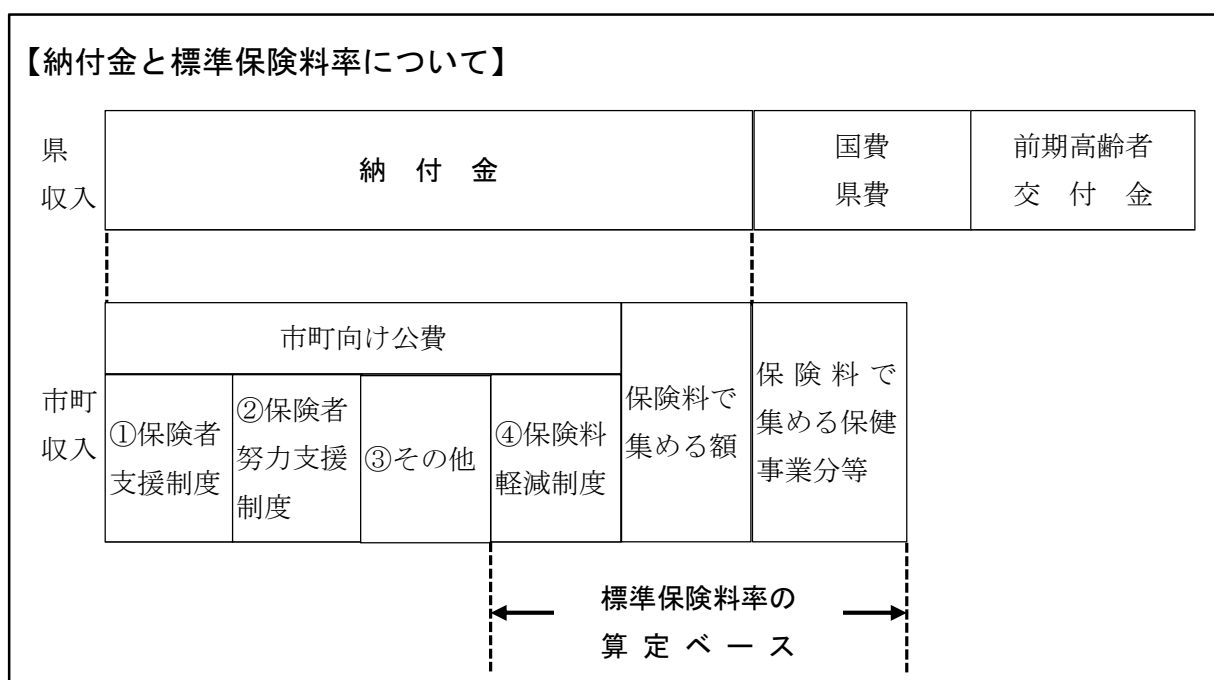 【納付金と標準保険料率について】
県
収入
納 付 金
国費
県費
前期高齢者
交 付 金
市町
収入
市町向け公費
①保険者
支援制度
②保険者
努力支援
制度
③その他
④保険料
軽減制度
保険料で
集める額
保険料で
集める保健
事業分等
標準保険料率の
算定ベース